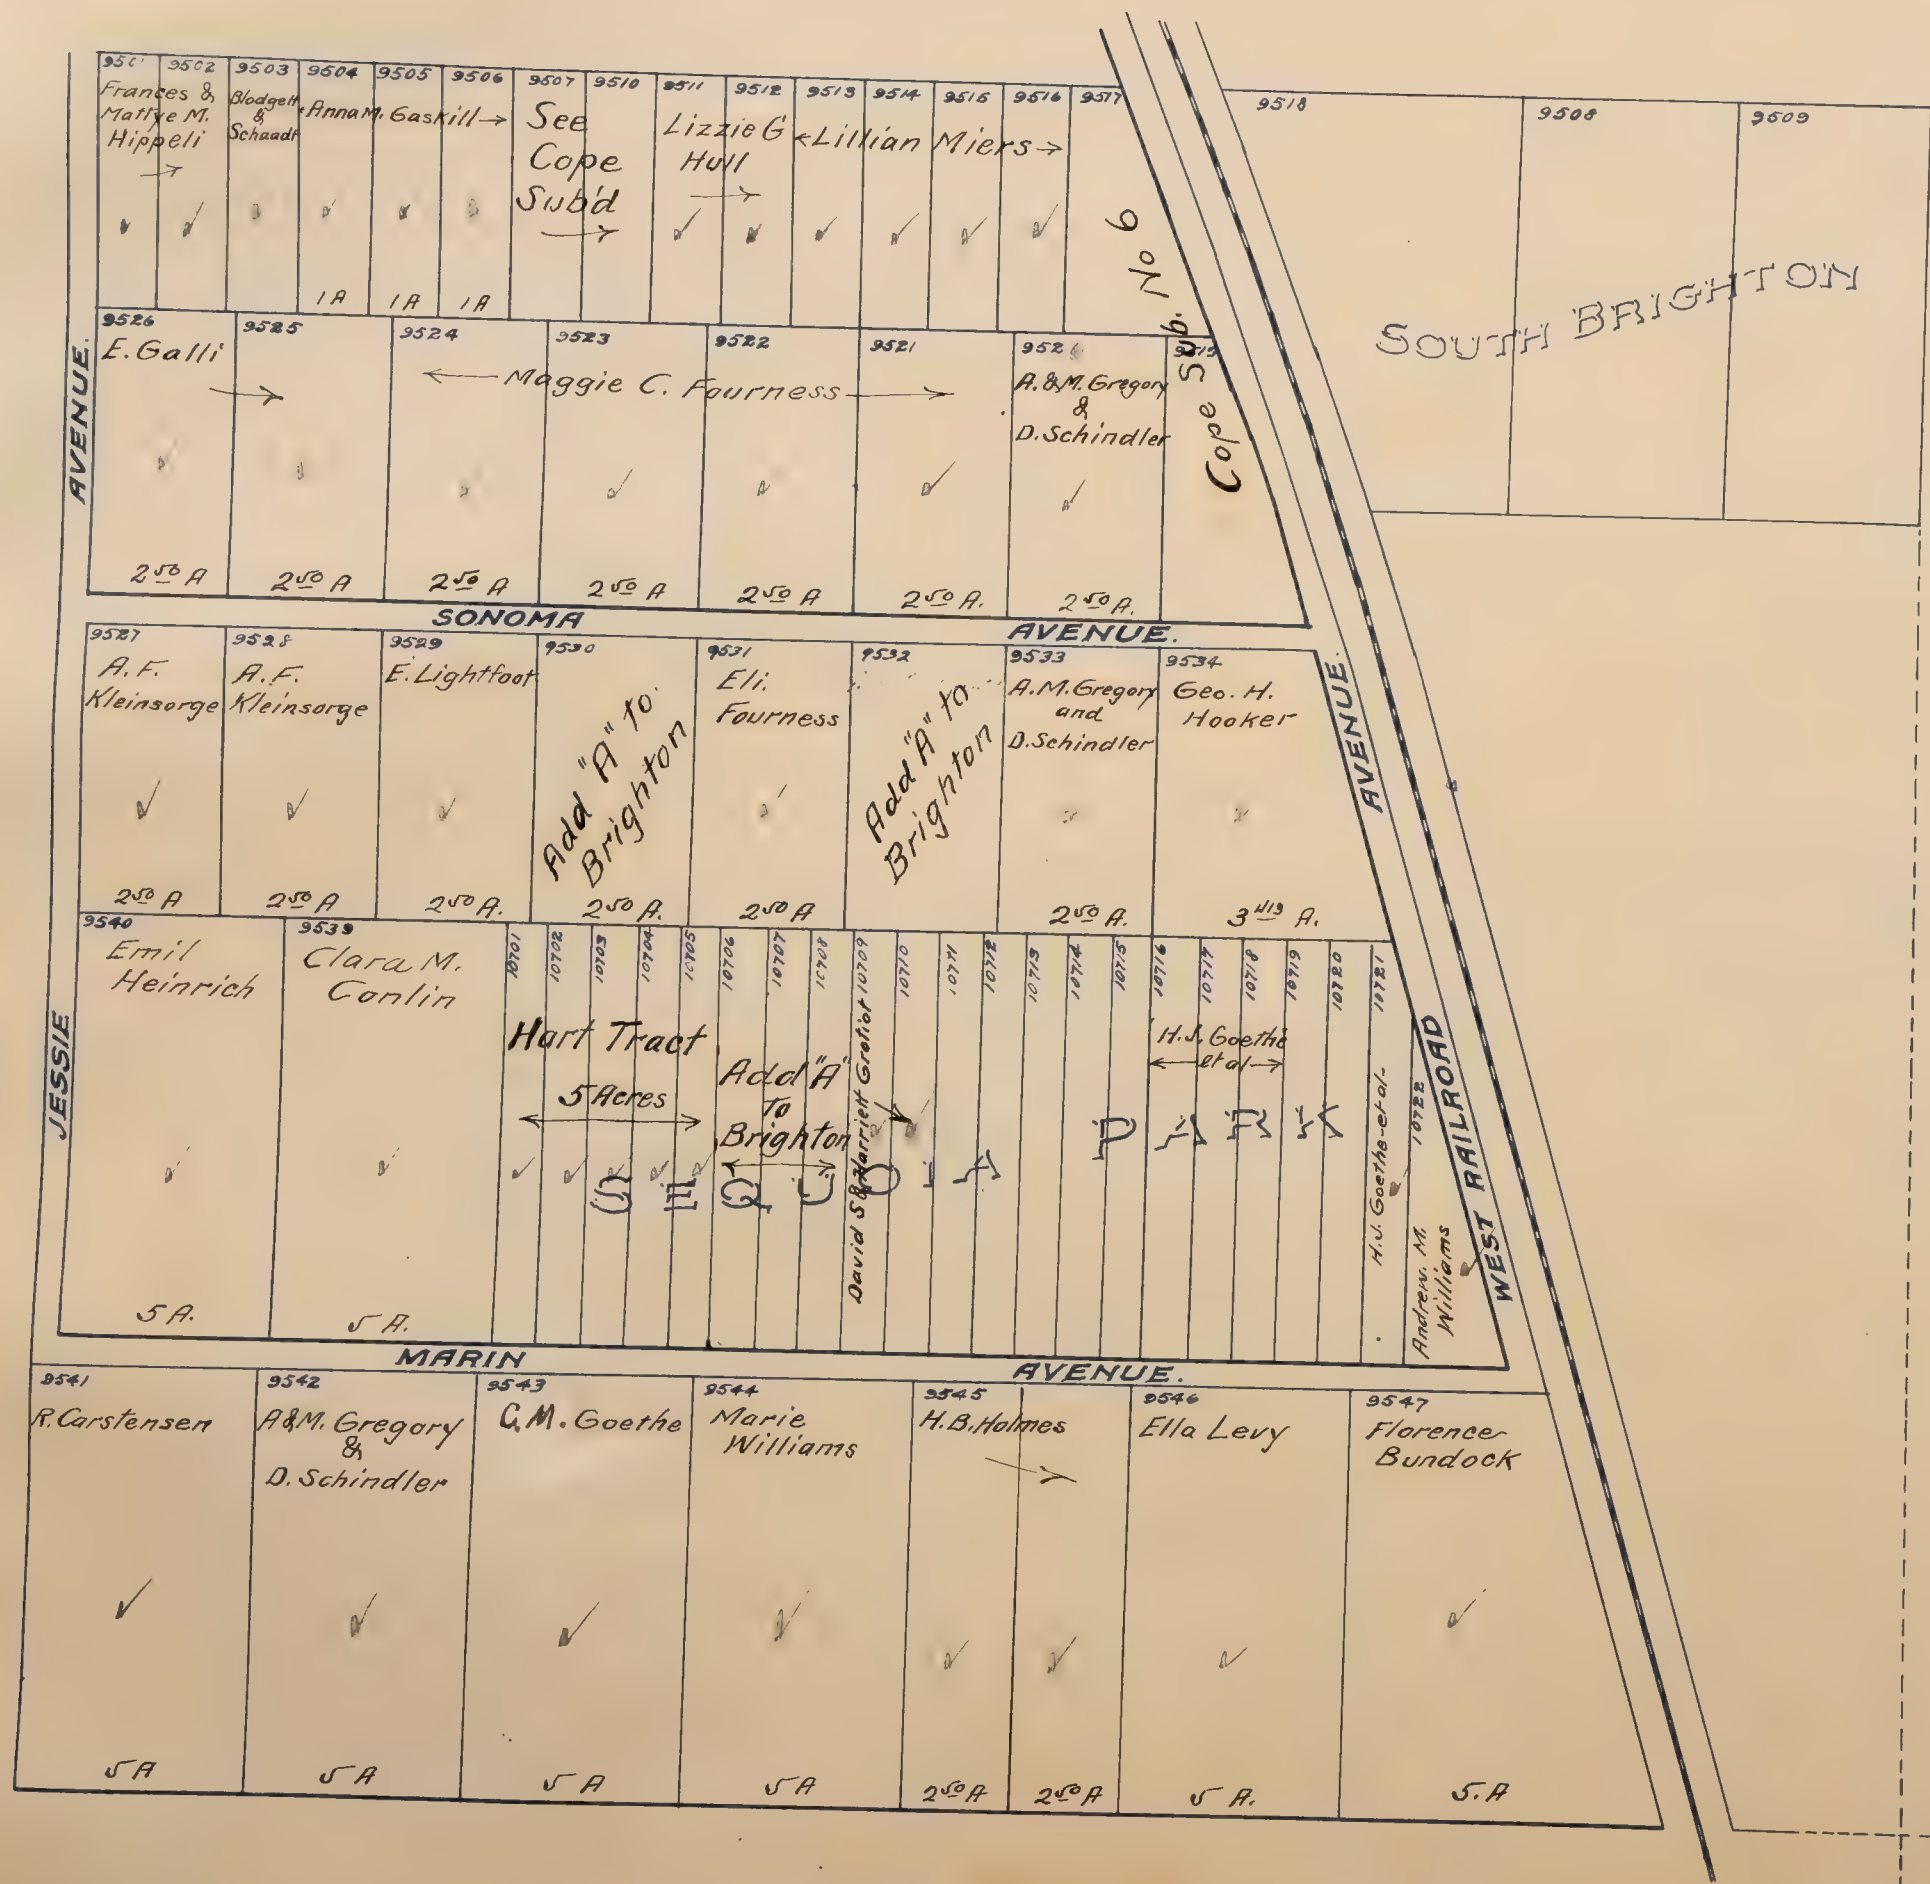 9501 9502 9503 9504 9505 9506 9507 9510 9511 9512 9513 9514 9515 9516 9517 9518 9508 9509
Frances &
Mattye M.
Hippeli
Blodgett
&
Schaadt
Anna M. Gaskill
See
Cope
Sub'd
Lizzie G
Hull
Lillian Miers
1 A
1 A
1 A
Cope Sub. No 6
SOUTH BRIGHTON
9526 9525 9524 9523 9522 9521 952 9519
E. Galli
Maggie C. Fourness
A. & M. Gregory
&
D. Schindler
2 50 A
2 50 A
2 50 A
2 50 A
2 50 A
2 50 A.
2 50 A.
SONOMA AVENUE.
9527 9528 9529 9530 9531 9532 9533 9534
A. F.
Kleinsorge
A. F.
Kleinsorge
E. Lightfoot
Add "A" to
Brighton
Eli.
Fourness
Add "A" to
Brighton
A. M. Gregory
and
D. Schindler
Geo. H.
Hooker
2 50 A
2 50 A
2 50 A.
2 50 A.
2 50 A
2 50 A.
3 A.
9540 9539
Emil
Heinrich
Clara M.
Conlin
5 A.
5 A.
10701 10702 10703 10704 10705 10706 10707 10708 10709 10710 10711 10712 10713 10714 10715 10716 10717 10718 10719 10720 10721 10722
Hart Tract
5 Acres
Add "A"
To
Brighton
David S & Harriett Gratiot
H. J. Goethe
et al
H. J. Goethe-et-al-
Andrew. M.
Williams
SEQUOIA PARK
JESSIE AVENUE.
WEST RAILROAD AVENUE.
MARIN AVENUE.
9541 9542 9543 9544 9545 9546 9547
R. Carstensen
A & M. Gregory
&
D. Schindler
C. M. Goethe
Marie
Williams
H. B. Holmes
Ella Levy
Florence
Bundock
5 A
5 A
5 A
5 A
2 50 A
2 50 A
5 A.
5. A